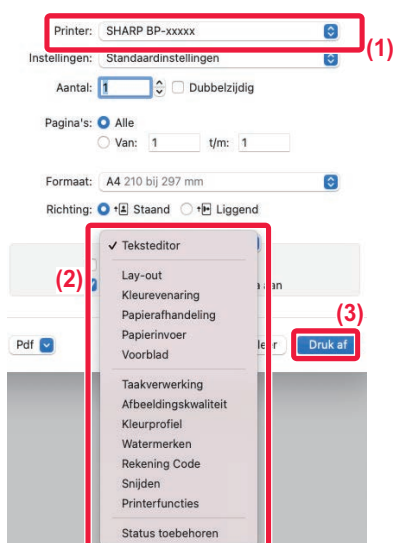 Printer: SHARP BP-xxxxx
(1)
Instellingen: Standaardinstellingen
Aantal: 1 Dubbelzijdig
Pagina's: Alle
Van: 1 t/m: 1
Formaat: A4 210 bij 297 mm
Richting: Staand Liggend
✓ Teksteditor
(2)
Lay-out
Kleurevenaring
aan
Papierafhandeling
Papierinvoer
Voorblad
(3)
Pdf
Druk af
Taakverwerking
Afbeeldingskwaliteit
Kleurprofiel
Watermerken
Rekening Code
Snijden
Printerfuncties
Status toebehoren